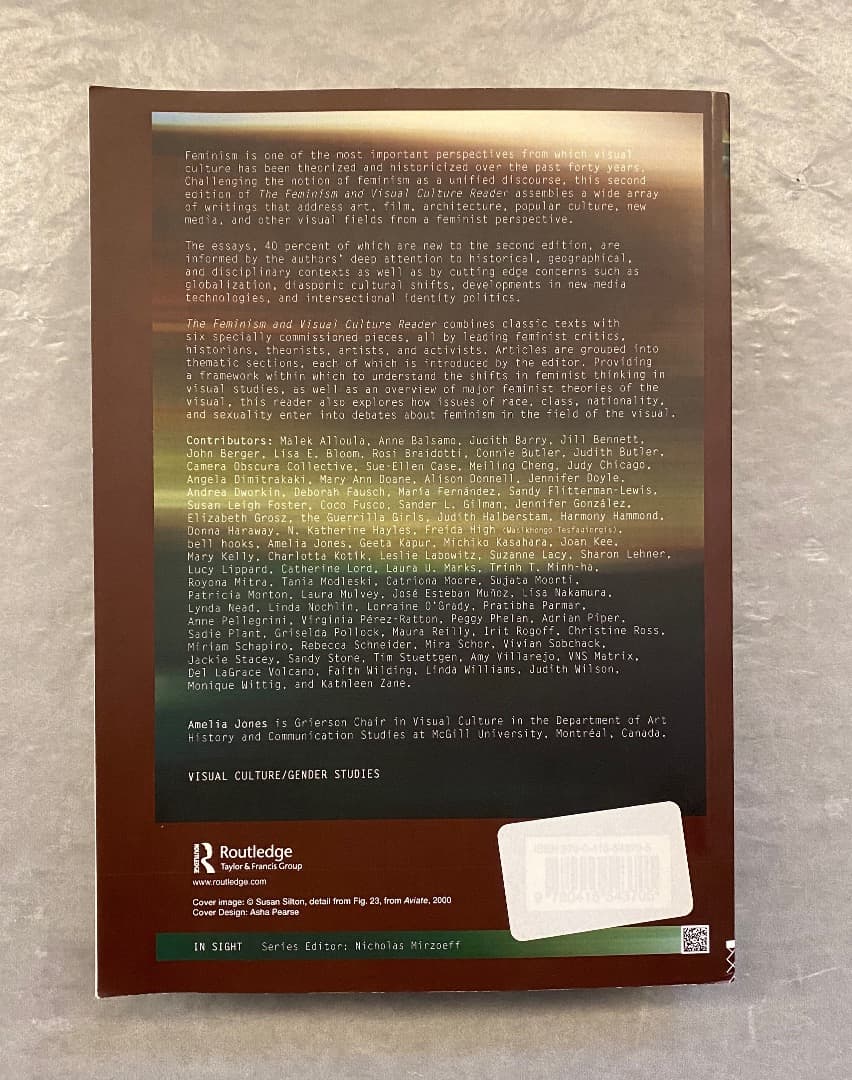 Feminism is one of the most important perspectives from which visual
culture has been theorized and historicized over the past forty years.
Challenging the notion of feminism as a unified discourse, this second
edition of The Feminism and Visual Culture Reader assembles a wide array
of writings that address art, film, architecture, popular culture, new
media, and other visual fields from a feminist perspective.
The essays, 40 percent of which are new to the second edition, are
informed by the authors' deep attention to historical, geographical,
and disciplinary contexts as well as by cutting edge concerns such as
globalization, diasporic cultural shifts, developments in new media
technologies, and intersectional identity politics.
The Feminism and Visual Culture Reader combines classic texts with
six specially commissioned pieces, all by leading feminist critics,
historians, theorists, artists, and activists. Articles are grouped into
thematic sections, each of which is introduced by the editor. Providing
a framework within which to understand the shifts in feminist thinking in
visual studies, as well as an overview of major feminist theories of the
visual, this reader also explores how issues of race, class, nationality,
and sexuality enter into debates about feminism in the field of the visual.
Contributors: Malek Alloula, Anne Balsamo, Judith Barry, Jill Bennett,
John Berger, Lisa E. Bloom, Rosi Braidotti, Connie Butler, Judith Butler,
Camera Obscura Collective, Sue-Ellen Case, Meiling Cheng, Judy Chicago,
Angela Dimitrakaki, Mary Ann Doane, Alison Donnell, Jennifer Doyle,
Andrea Dworkin, Deborah Fausch, María Fernández, Sandy Flitterman-Lewis,
Susan Leigh Foster, Coco Fusco, Sander L. Gilman, Jennifer González,
Elizabeth Grosz, the Guerrilla Girls, Judith Halberstam, Harmony Hammond,
Donna Haraway, N. Katherine Hayles, Freida High
bell hooks, Amelia Jones, Geeta Kapur, Michiko Kasahara, Joan Kee,
Mary Kelly, Charlotta Kotik, Leslie Labowitz, Suzanne Lacy, Sharon Lehner,
Lucy Lippard, Catherine Lord, Laura U. Marks, Trinh T. Minh-ha,
Royona Mitra, Tania Modleski, Catriona Moore, Sujata Moorti,
Patricia Morton, Laura Mulvey, José Esteban Muñoz, Lisa Nakamura,
Lynda Nead, Linda Nochlin, Lorraine O'Grady, Pratibha Parmar,
Anne Pellegrini, Virginia Pérez-Ratton, Peggy Phelan, Adrian Piper,
Sadie Plant, Griselda Pollock, Maura Reilly, Irit Rogoff, Christine Ross,
Miriam Schapiro, Rebecca Schneider, Mira Schor, Vivian Sobchack,
Jackie Stacey, Sandy Stone, Tim Stuettgen, Amy Villarejo, VNS Matrix,
Del LaGrace Volcano, Faith Wilding, Linda Williams, Judith Wilson,
Monique Wittig, and Kathleen Zane.
Amelia Jones is Grierson Chair in Visual Culture in the Department of Art
History and Communication Studies at McGill University, Montréal, Canada.
VISUAL CULTURE/GENDER STUDIES
ROUTLEDGE
Routledge
Taylor & Francis Group
www.routledge.com
Cover image: © Susan Silton, detail from Fig. 23, from Aviate, 2000
Cover Design: Asha Pearse
IN SIGHT Series Editor: Nicholas Mirzoeff